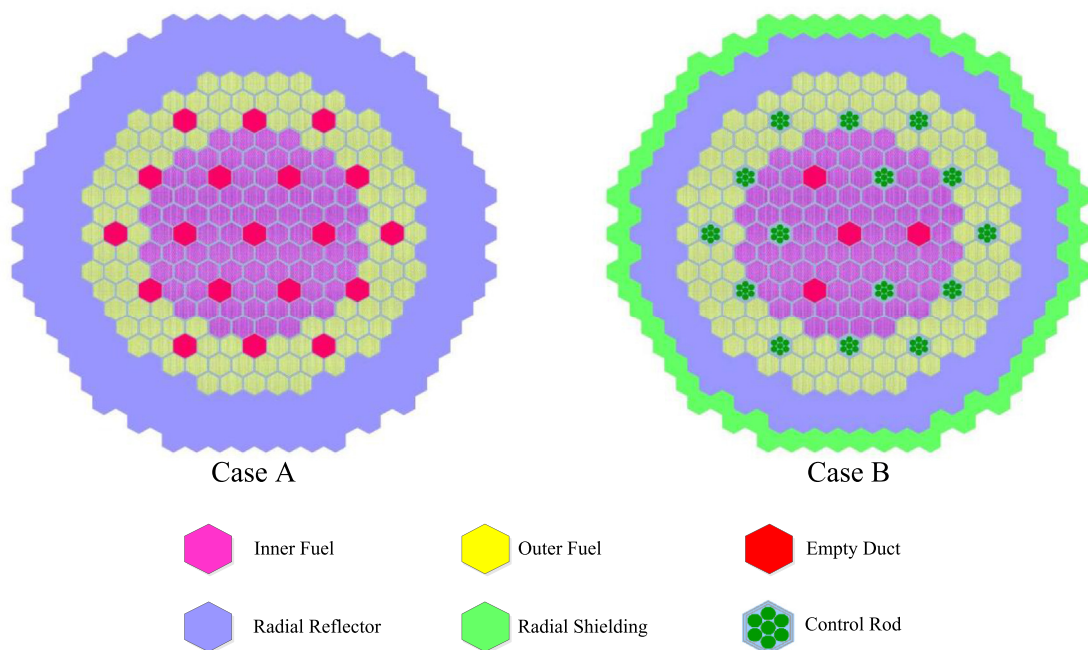 Case A
Case B
Inner Fuel
Outer Fuel
Empty Duct
Radial Reflector
Radial Shielding
Control Rod